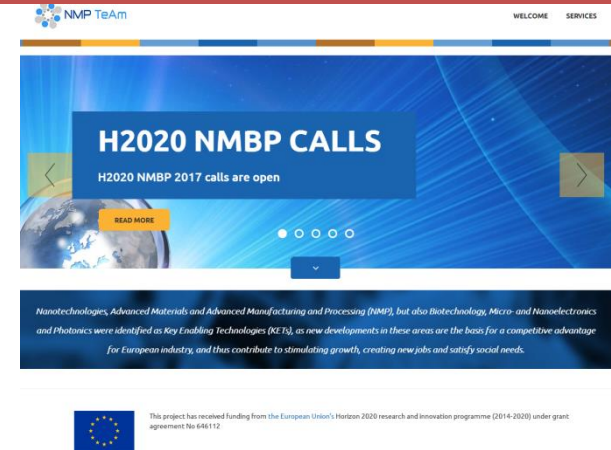 NMP TeAm
WELCOME SERVICES
H2020 NMBP CALLS
H2020 NMBP 2017 calls are open
READ MORE
Nanotechnologies, Advanced Materials and Advanced Manufacturing and Processing (NMP), but also Biotechnology, Micro- and Nanoelectronics
and Photonics were identified as Key Enabling Technologies (KETs), as new developments in these areas are the basis for a competitive advantage
for European industry, and thus contribute to stimulating growth, creating new jobs and satisfy social needs.
This project has received funding from the European Union's Horizon 2020 research and innovation programme (2014-2020) under grant
agreement No 646112